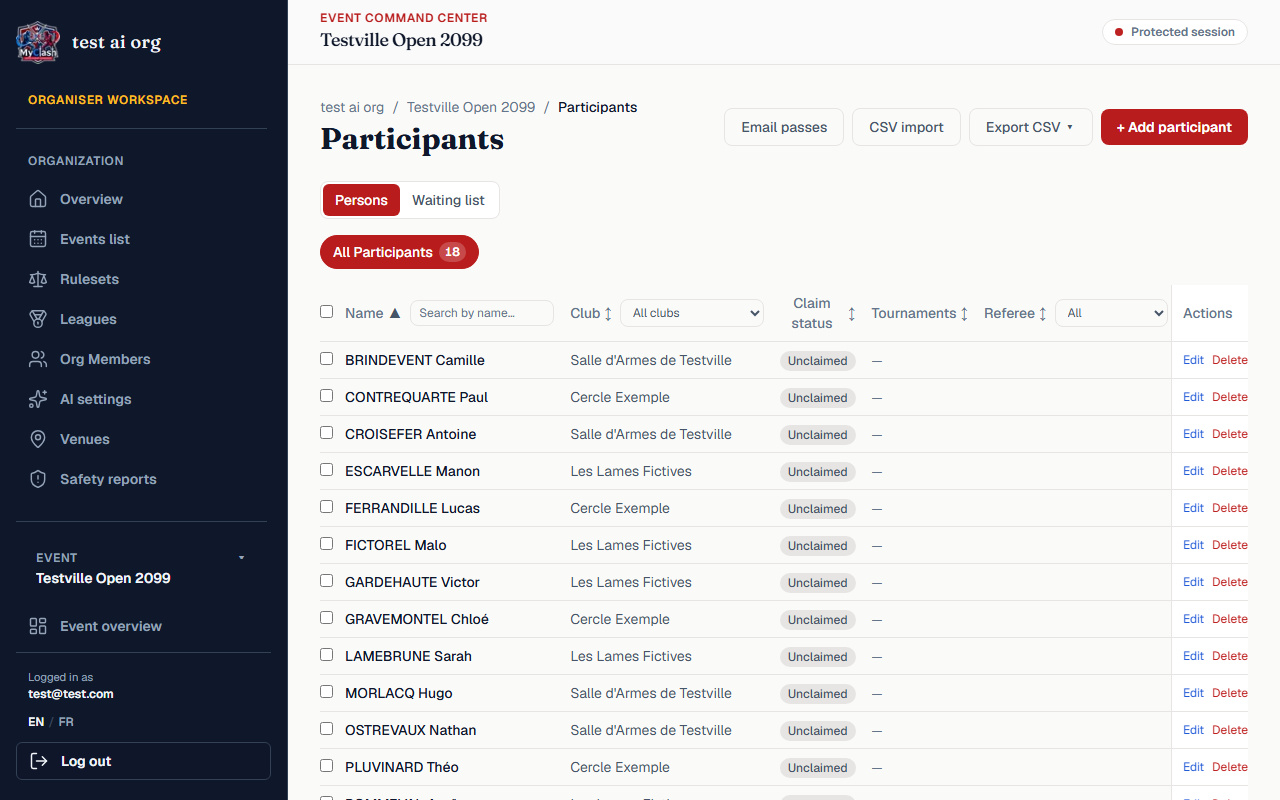 MyClash
test ai org
ORGANISER WORKSPACE
ORGANIZATION
Overview
Events list
Rulesets
Leagues
Org Members
AI settings
Venues
Safety reports
EVENT
Testville Open 2099
Event overview
Logged in as
test@test.com
EN / FR
Log out
EVENT COMMAND CENTER
Testville Open 2099
Protected session
test ai org / Testville Open 2099 / Participants
Participants
Email passes
CSV import
Export CSV ▾
+ Add participant
Persons
Waiting list
All Participants 18
Name ▲ Search by name... Club ↕ All clubs Claim status ↕ Tournaments ↕ Referee ↕ All Actions
BRINDEVENT Camille Salle d'Armes de Testville Unclaimed — Edit Delete
CONTREQUARTE Paul Cercle Exemple Unclaimed — Edit Delete
CROISEFER Antoine Salle d'Armes de Testville Unclaimed — Edit Delete
ESCARVELLE Manon Les Lames Fictives Unclaimed — Edit Delete
FERRANDILLE Lucas Cercle Exemple Unclaimed — Edit Delete
FICTOREL Malo Les Lames Fictives Unclaimed — Edit Delete
GARDEHAUTE Victor Les Lames Fictives Unclaimed — Edit Delete
GRAVEMONTEL Chloé Cercle Exemple Unclaimed — Edit Delete
LAMEBRUNE Sarah Les Lames Fictives Unclaimed — Edit Delete
MORLACQ Hugo Salle d'Armes de Testville Unclaimed — Edit Delete
OSTREVAUX Nathan Salle d'Armes de Testville Unclaimed — Edit Delete
PLUVINARD Théo Cercle Exemple Unclaimed — Edit Delete